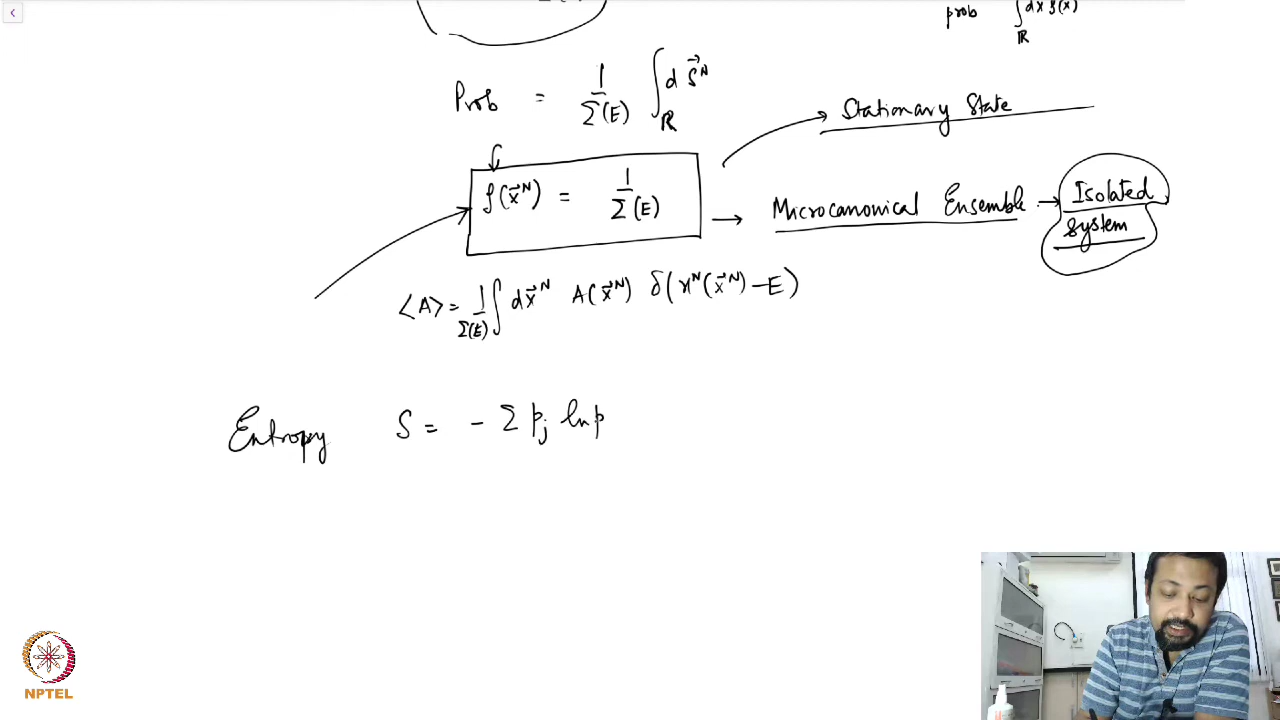 prob ∫_R dx ρ(x)
Prob = 1/Σ(E) ∫_R d S⃗^N
→ Stationary State
ρ(x⃗^N) = 1/Σ(E) → Microcanonical Ensemble → Isolated System
⟨A⟩ = 1/Σ(E) ∫ dx⃗^N A(x⃗^N) δ(H^N(x⃗^N) – E)
Entropy S = - Σ p_j ln p
NPTEL